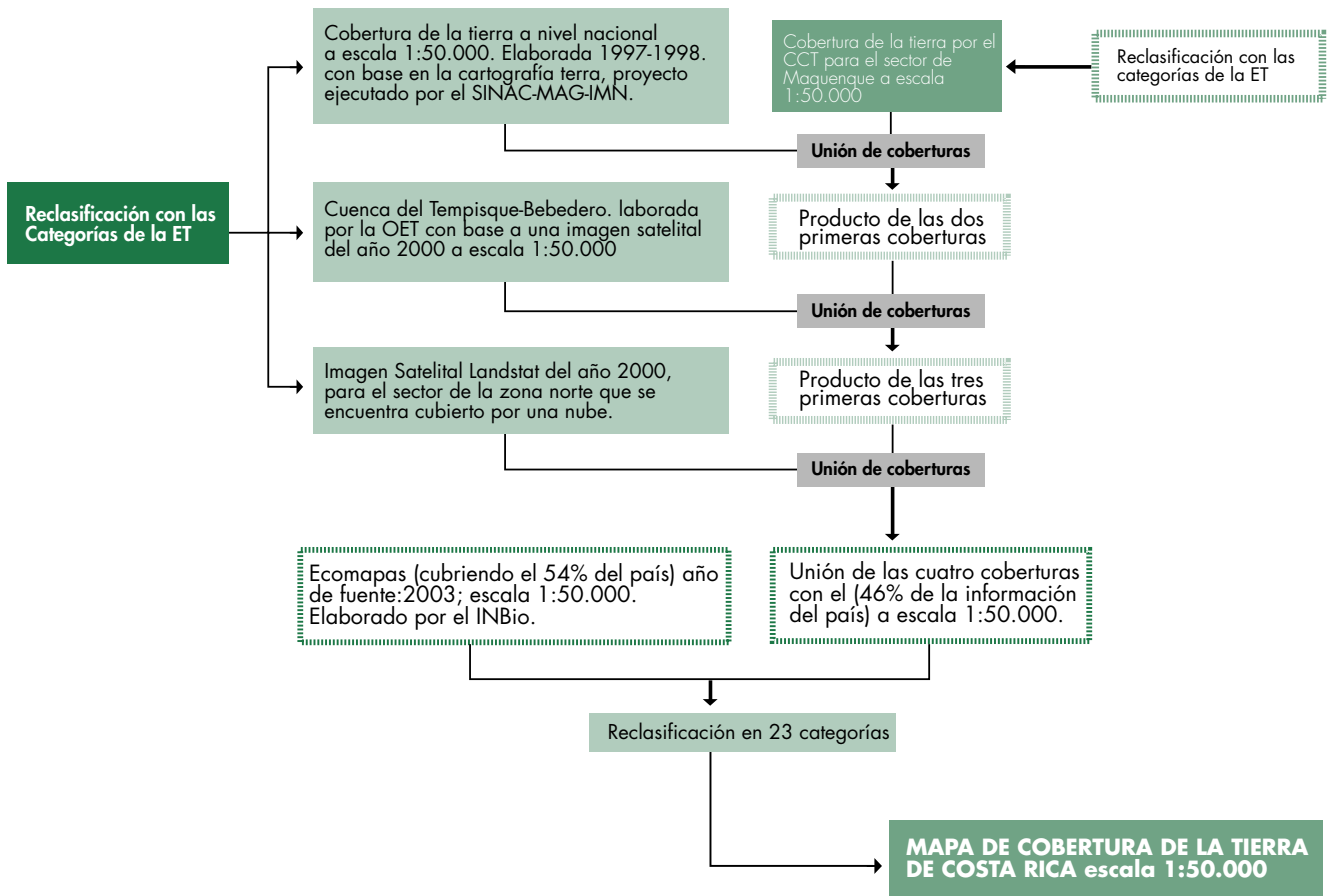 Cobertura de la tierra a nivel nacional
a escala 1:50.000. Elaborada 1997-1998.
con base en la cartografía terra, proyecto
ejecutado por el SINAC-MAG-IMN.
Cobertura de la tierra por el
CCT para el sector de
Maquenque a escala
1:50.000
Reclasificación con las
categorías de la ET
Unión de coberturas
Reclasificación con las
Categorías de la ET
Cuenca del Tempisque-Bebedero. laborada
por la OET con base a una imagen satelital
del año 2000 a escala 1:50.000
Producto de las dos
primeras coberturas
Unión de coberturas
Imagen Satelital Landstat del año 2000,
para el sector de la zona norte que se
encuentra cubierto por una nube.
Producto de las tres
primeras coberturas
Unión de coberturas
Ecomapas (cubriendo el 54% del país) año
de fuente:2003; escala 1:50.000.
Elaborado por el INBio.
Unión de las cuatro coberturas
con el (46% de la información
del país) a escala 1:50.000.
Reclasificación en 23 categorías
MAPA DE COBERTURA DE LA TIERRA
DE COSTA RICA escala 1:50.000